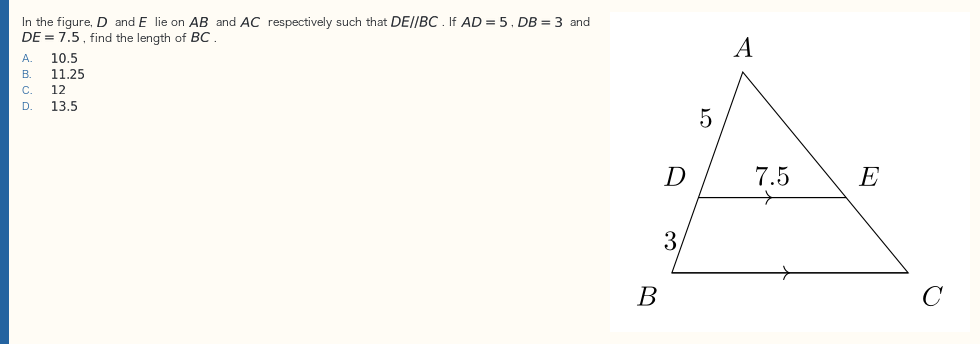 In the figure, D and E lie on AB and AC respectively such that DE//BC . If AD = 5 , DB = 3 and
DE = 7.5 , find the length of BC .
A. 10.5
B. 11.25
C. 12
D. 13.5
A
5
D 7.5 E
3
B C